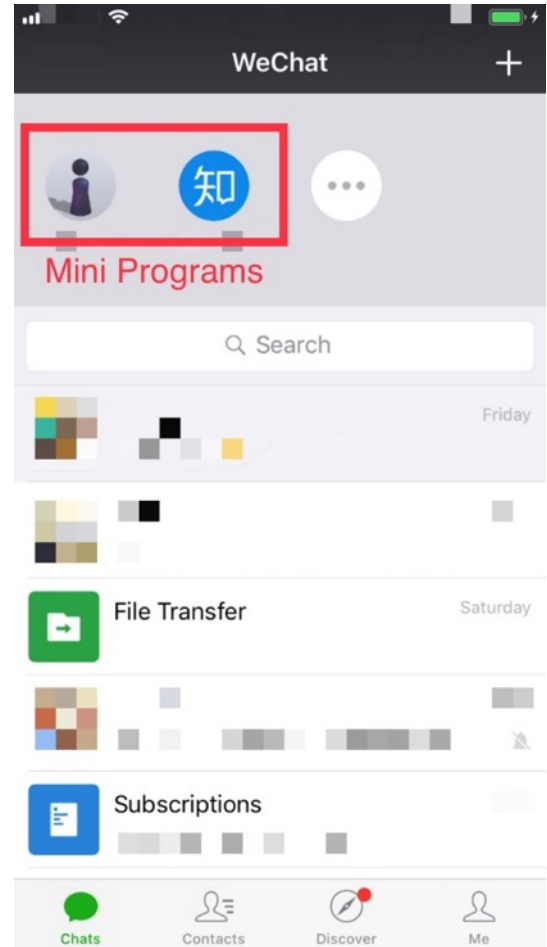 WeChat
知
Mini Programs
Search
Friday
File Transfer
Saturday
Subscriptions
Chats
Contacts
Discover
Me